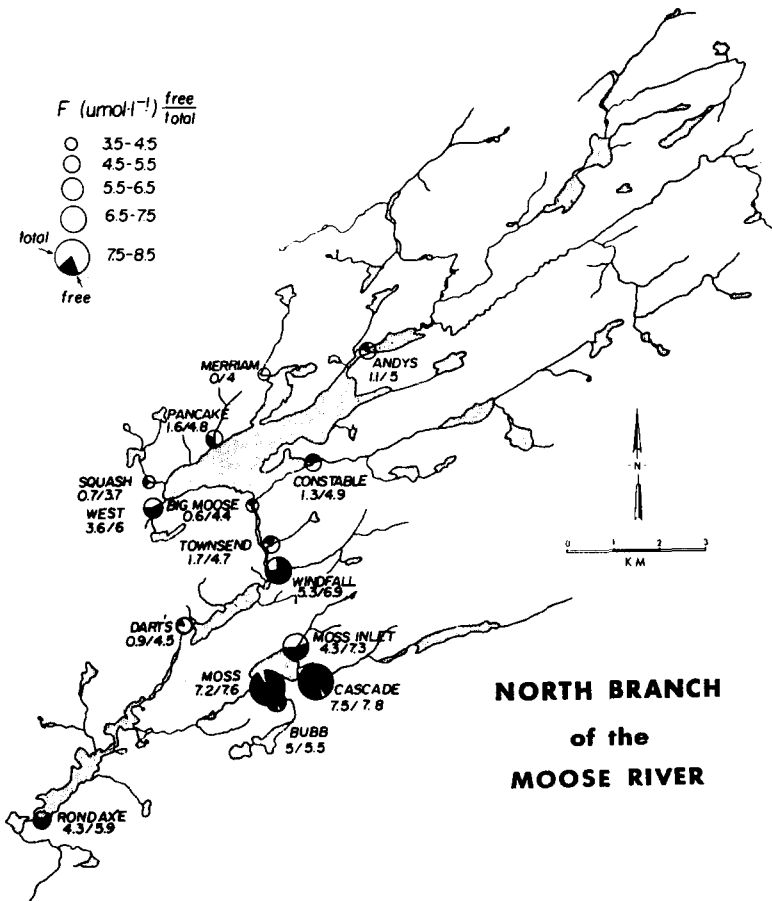 F (umol·l⁻¹) free/total
3.5-4.5
4.5-5.5
5.5-6.5
6.5-7.5
total
7.5-8.5
free
MERRIAM
0/4
ANDYS
1.1/5
PANCAKE
1.6/4.8
SQUASH
0.7/3.7
CONSTABLE
1.3/4.9
WEST
3.6/6
BIG MOOSE
0.6/4.4
N
TOWNSEND
1.7/4.7
0 1 2 3
KM
WINDFALL
5.3/6.9
DART'S
0.9/4.5
MOSS INLET
4.3/7.3
MOSS
7.2/7.6
CASCADE
7.5/7.8
BUBB
5/5.5
NORTH BRANCH
of the
MOOSE RIVER
RONDAXE
4.3/5.9